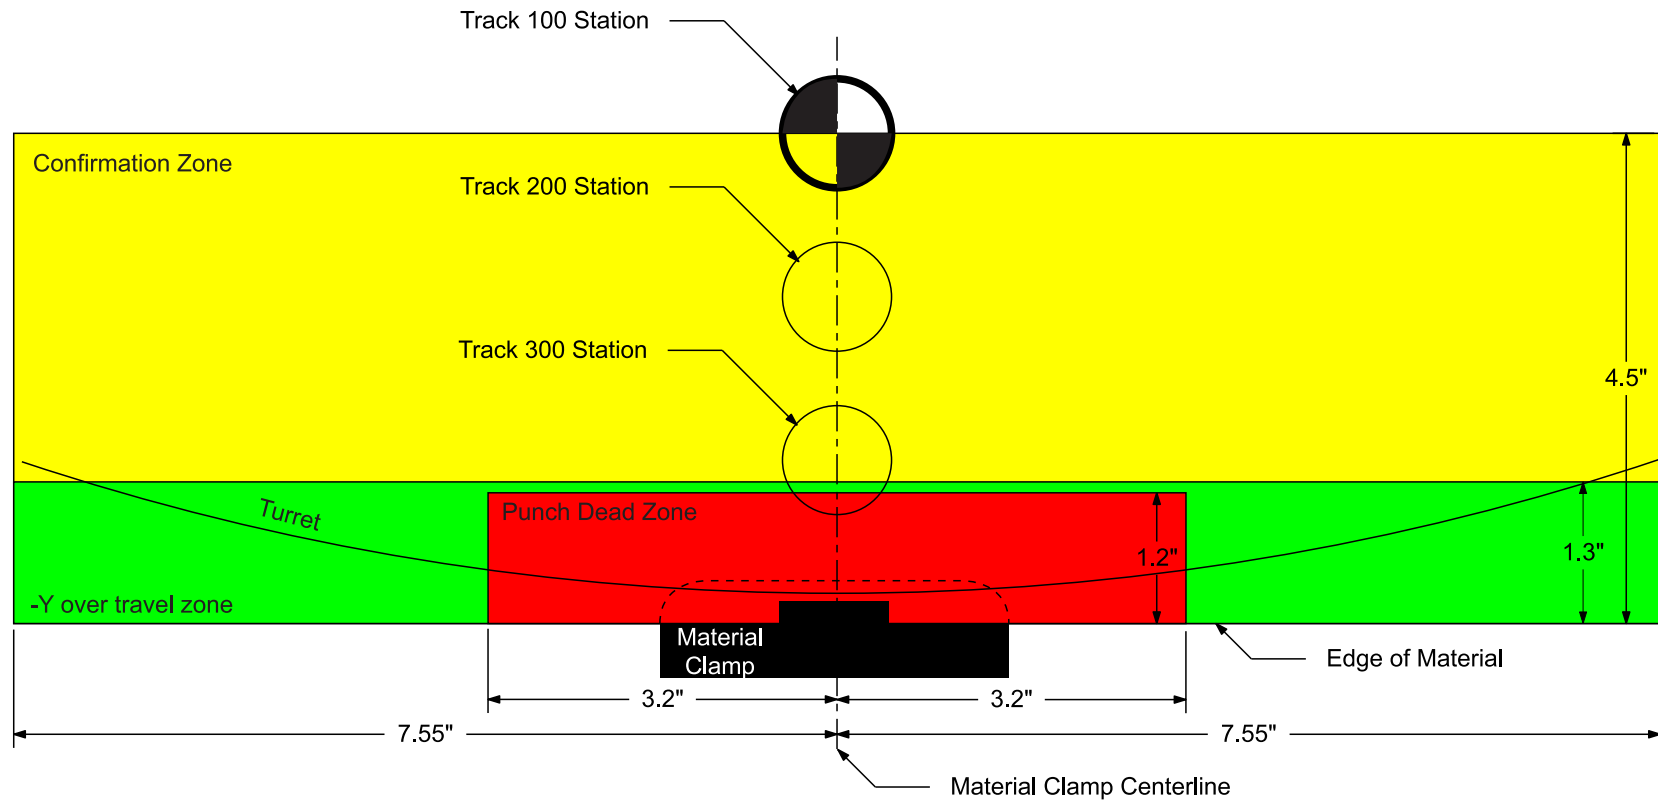 Track 100 Station
Confirmation Zone
Track 200 Station
Track 300 Station
4.5"
Turret
Punch Dead Zone
1.2"
1.3"
-Y over travel zone
Material
Clamp
Edge of Material
3.2"
3.2"
7.55"
7.55"
Material Clamp Centerline